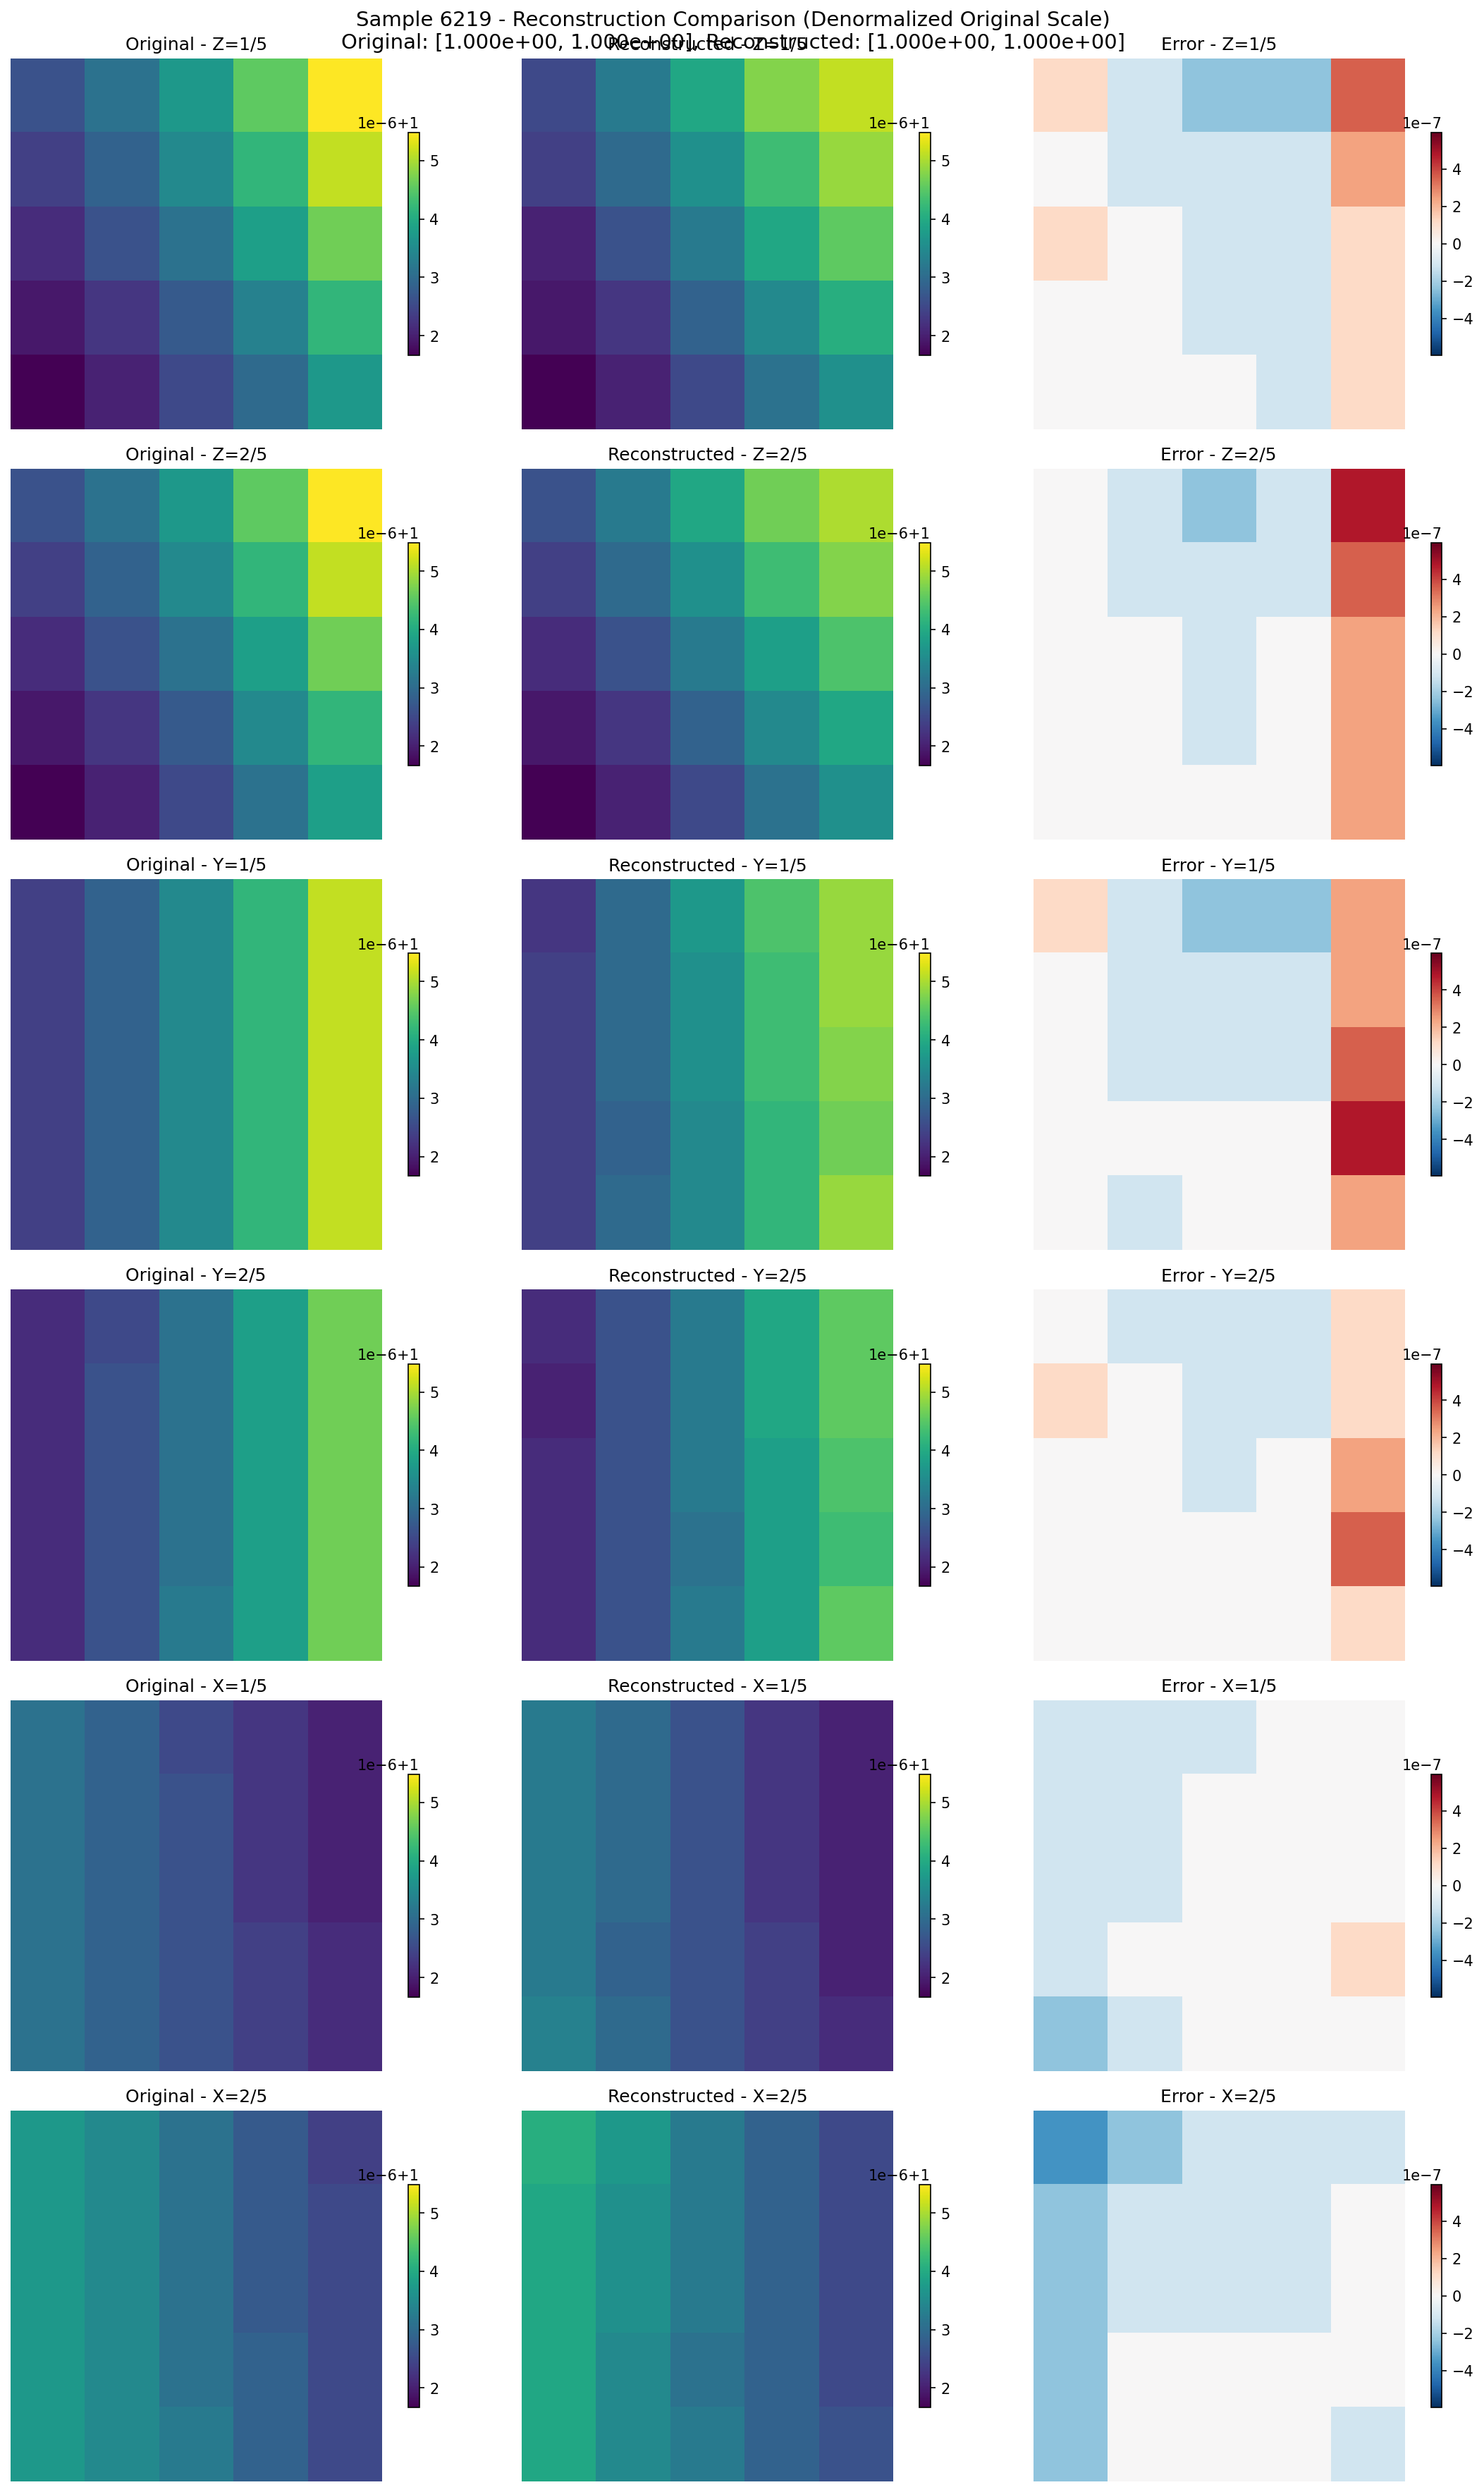 Sample 6219 - Reconstruction Comparison (Denormalized Original Scale)
Original: [1.000e+00, 1.000e+00], Reconstructed: [1.000e+00, 1.000e+00]
Original - Z=1/5
Reconstructed - Z=1/5
Error - Z=1/5
1e−6+1
5
4
3
2
1e−6+1
5
4
3
2
1e−7
4
2
0
−2
−4
Original - Z=2/5
Reconstructed - Z=2/5
Error - Z=2/5
1e−6+1
5
4
3
2
1e−6+1
5
4
3
2
1e−7
4
2
0
−2
−4
Original - Y=1/5
Reconstructed - Y=1/5
Error - Y=1/5
1e−6+1
5
4
3
2
1e−6+1
5
4
3
2
1e−7
4
2
0
−2
−4
Original - Y=2/5
Reconstructed - Y=2/5
Error - Y=2/5
1e−6+1
5
4
3
2
1e−6+1
5
4
3
2
1e−7
4
2
0
−2
−4
Original - X=1/5
Reconstructed - X=1/5
Error - X=1/5
1e−6+1
5
4
3
2
1e−6+1
5
4
3
2
1e−7
4
2
0
−2
−4
Original - X=2/5
Reconstructed - X=2/5
Error - X=2/5
1e−6+1
5
4
3
2
1e−6+1
5
4
3
2
1e−7
4
2
0
−2
−4